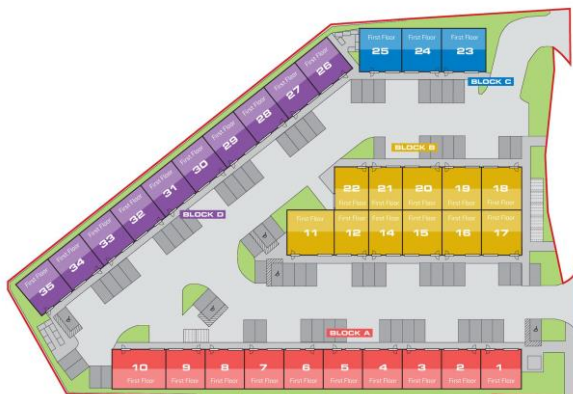 First Floor
25
First Floor
24
First Floor
23
BLOCK C
First Floor
26
First Floor
27
First Floor
28
First Floor
29
First Floor
30
First Floor
31
First Floor
32
First Floor
33
First Floor
34
First Floor
35
BLOCK D
BLOCK B
22
First Floor
21
First Floor
20
First Floor
19
First Floor
18
First Floor
First Floor
11
First Floor
12
First Floor
14
First Floor
15
First Floor
16
First Floor
17
BLOCK A
10
First Floor
9
First Floor
8
First Floor
7
First Floor
6
First Floor
5
First Floor
4
First Floor
3
First Floor
2
First Floor
1
First Floor